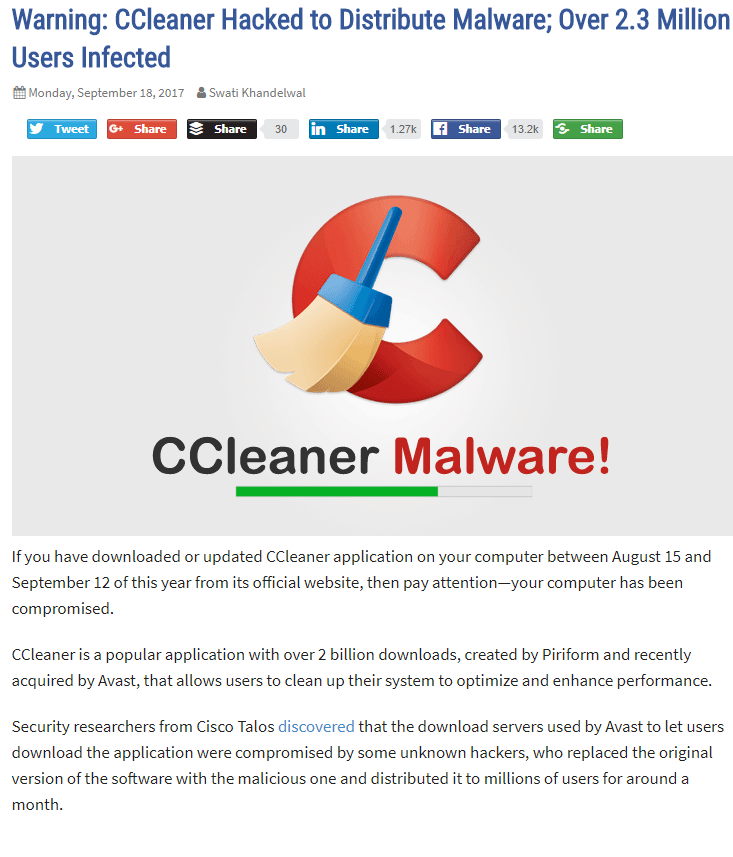 Warning: CCleaner Hacked to Distribute Malware; Over 2.3 Million
Users Infected
Monday, September 18, 2017 Swati Khandelwal
Tweet Share Share 30 Share 1.27k Share 13.2k Share
CCleaner Malware!
If you have downloaded or updated CCleaner application on your computer between August 15 and
September 12 of this year from its official website, then pay attention—your computer has been
compromised.
CCleaner is a popular application with over 2 billion downloads, created by Piriform and recently
acquired by Avast, that allows users to clean up their system to optimize and enhance performance.
Security researchers from Cisco Talos discovered that the download servers used by Avast to let users
download the application were compromised by some unknown hackers, who replaced the original
version of the software with the malicious one and distributed it to millions of users for around a
month.